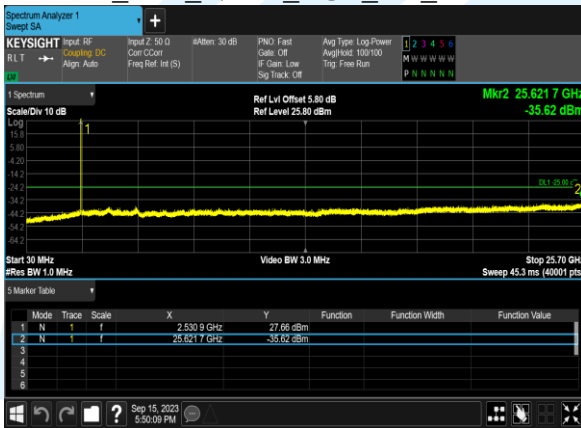 Spectrum Analyzer 1
Swept SA
+
KEYSIGHT Input: RF Input Z: 50 Ω #Atten: 30 dB PNO: Fast Avg Type: Log-Power 1 2 3 4 5 6
RLT Coupling: DC Corr CCorr Gate: Off Avg|Hold: 100/100 M W W W W W
Align: Auto Freq Ref: Int (S) IF Gain: Low Trig: Free Run
Sig Track: Off P N N N N N
1 Spectrum Ref Lvl Offset 5.80 dB Mkr2 25.621 7 GHz
Scale/Div 10 dB Ref Level 25.80 dBm -35.62 dBm
Log
15.8 1
5.80
-4.20
-14.2
-24.2 DL1 -25.00 2
-34.2
-44.2
-54.2
-64.2
Start 30 MHz Video BW 3.0 MHz Stop 25.70 GHz
#Res BW 1.0 MHz Sweep 45.3 ms (40001 pts
5 Marker Table
Mode Trace Scale X Y Function Function Width Function Value
1 N 1 f 2.530 9 GHz 27.66 dBm
2 N 1 f 25.621 7 GHz -35.62 dBm
3
4
5
6
? Sep 15, 2023
5:50:09 PM